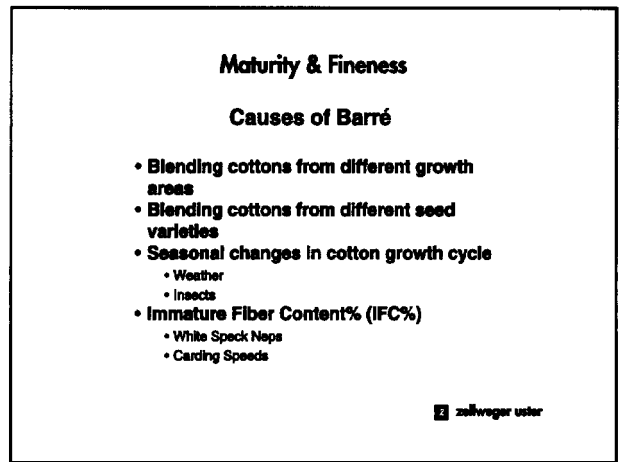 Maturity & Fineness
Causes of Barré
• Blending cottons from different growth
areas
• Blending cottons from different seed
varieties
• Seasonal changes in cotton growth cycle
• Weather
• Insects
• Immature Fiber Content% (IFC%)
• White Speck Neps
• Carding Speeds
z zellweger uster